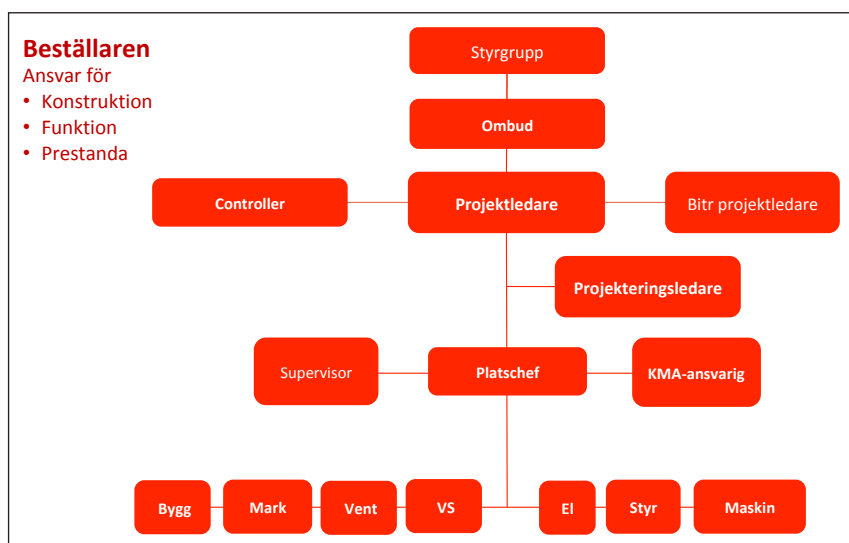 Beställaren
Ansvar för
• Konstruktion
• Funktion
• Prestanda
Styrgrupp
Ombud
Controller
Projektledare
Bitr projektledare
Projekteringsledare
Supervisor
Platschef
KMA-ansvarig
Bygg
Mark
Vent
VS
El
Styr
Maskin